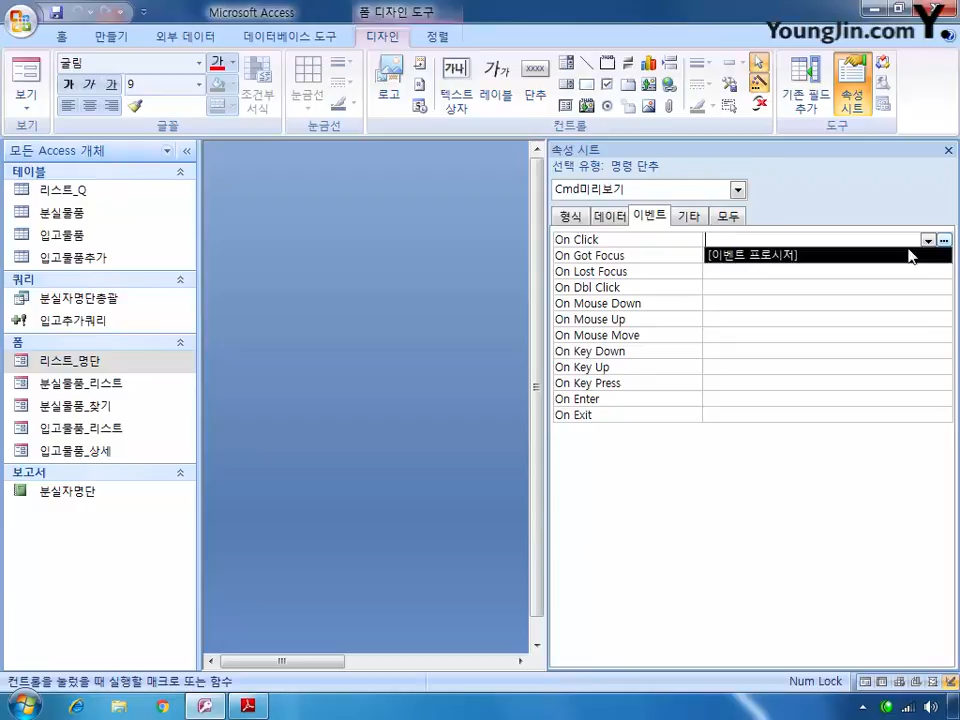 Microsoft Access
폼 디자인 도구
YoungJin.com Y.
홈
만들기
외부 데이터
데이터베이스 도구
디자인
정렬
보기
보기
굴림
가
가 가 가
9
조건부
서식
글꼴
눈금선
눈금선
로고
가나
텍스트
상자
가가
레이블
xxxx
단추
컨트롤
기존 필드
추가
속성
시트
도구
모든 Access 개체
테이블
리스트_Q
분실물품
입고물품
입고물품추가
쿼리
분실자명단총괄
입고추가쿼리
폼
리스트_명단
분실물품_리스트
분실물품_찾기
입고물품_리스트
입고물품_상세
보고서
분실자명단
속성 시트
선택 유형: 명령 단추
Cmd미리보기
형식
데이터
이벤트
기타
모두
On Click
[이벤트 프로시저]
On Got Focus
On Lost Focus
On Dbl Click
On Mouse Down
On Mouse Up
On Mouse Move
On Key Down
On Key Up
On Key Press
On Enter
On Exit
컨트롤을 눌렀을 때 실행할 매크로 또는 함수
Num Lock